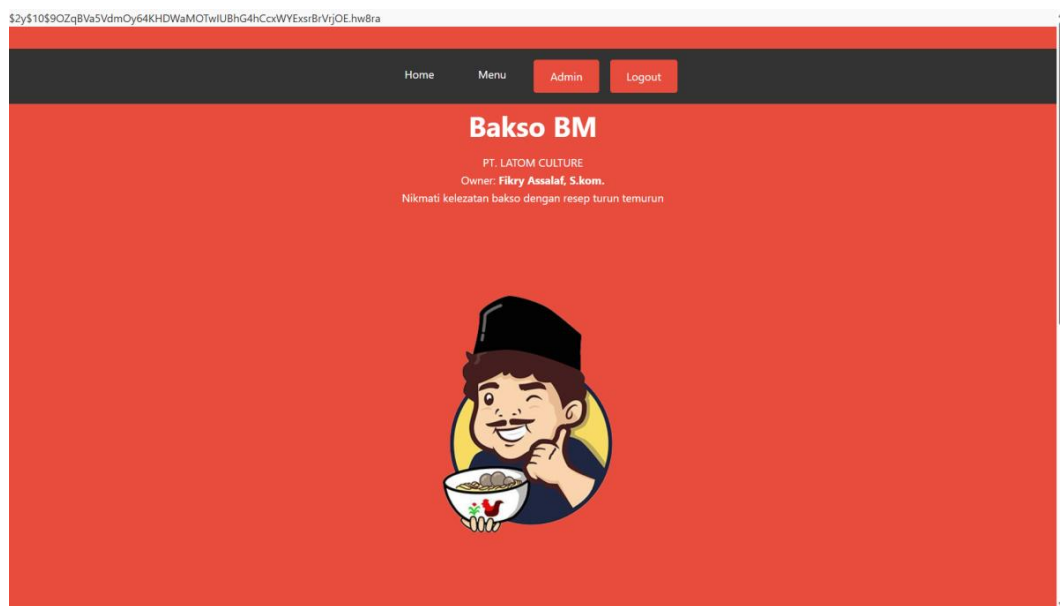 $2y$10$9OZqBVa5VdmOy64KHDWaMOTwIUBhG4hCcxWYExsrBrVrjOE.hw8ra
Home Menu Admin Logout
Bakso BM
PT. LATOM CULTURE
Owner: Fikry Assalaf, S.kom.
Nikmati kelezatan bakso dengan resep turun temurun